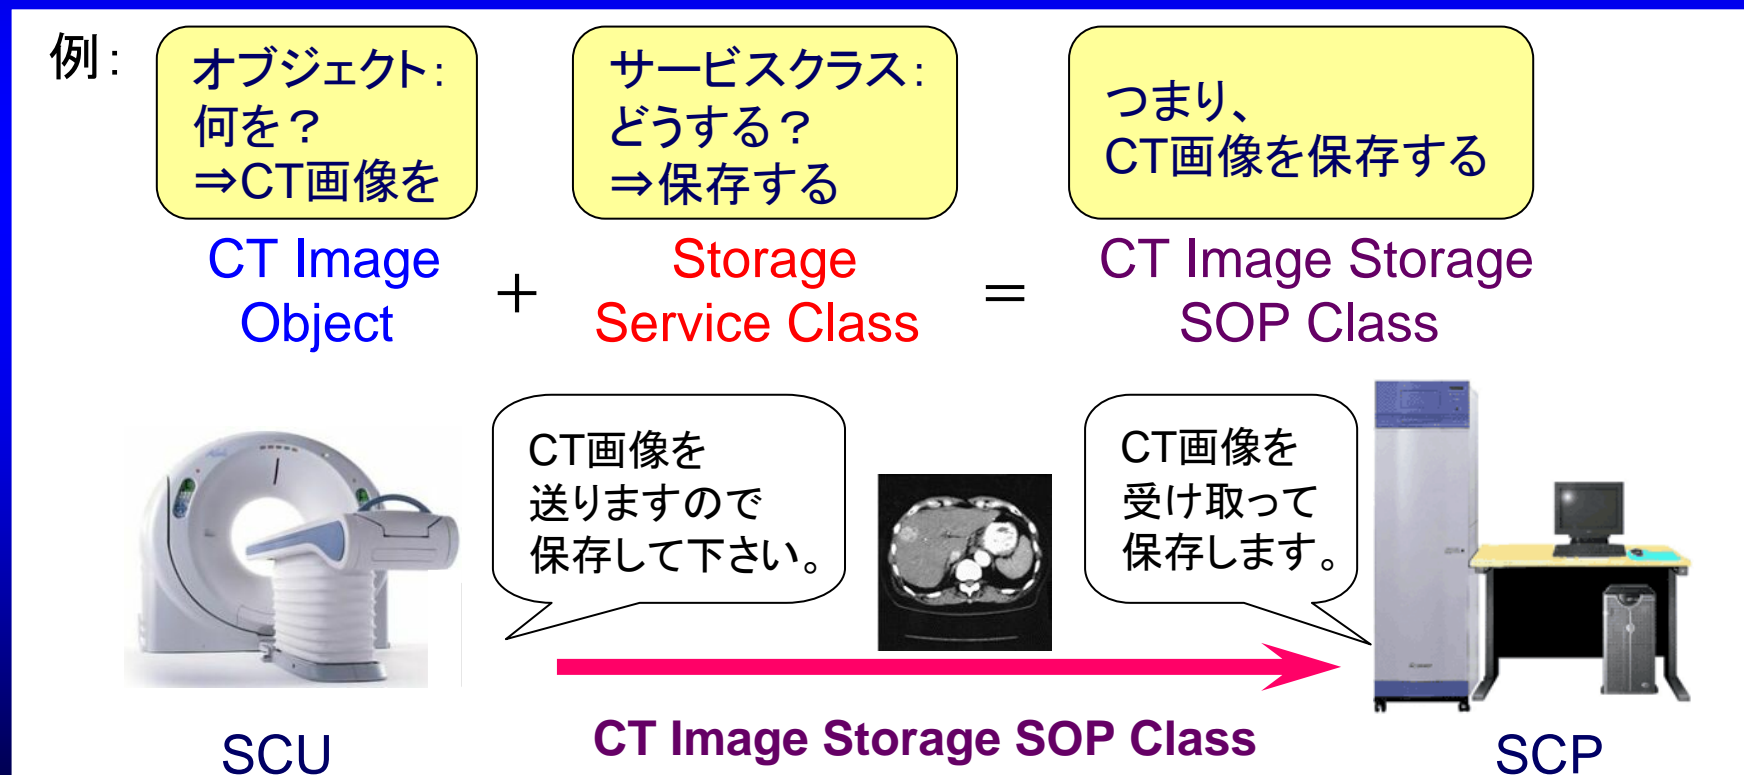 例：
オブジェクト：
何を？
⇒CT画像を
サービスクラス：
どうする？
⇒保存する
つまり、
CT画像を保存する
CT Image
Object
＋
Storage
Service Class
＝
CT Image Storage
SOP Class
CT画像を
送りますので
保存して下さい。
CT画像を
受け取って
保存します。
SCU
CT Image Storage SOP Class
SCP